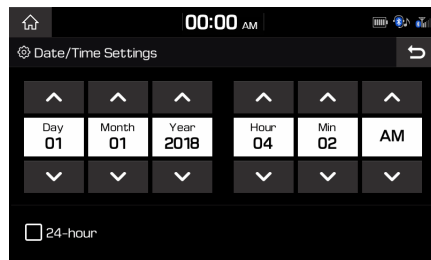 00:00 AM
Date/Time Settings
Day Month Year Hour Min
01 01 2018 04 02 AM
24-hour